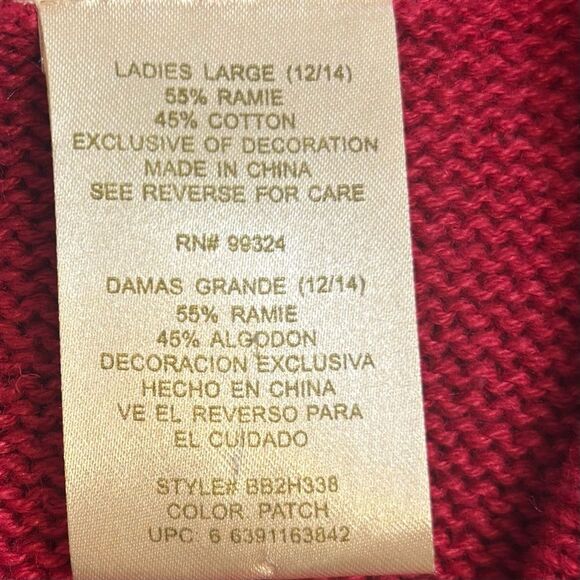 LADIES LARGE (12/14)
55% RAMIE
45% COTTON
EXCLUSIVE OF DECORATION
MADE IN CHINA
SEE REVERSE FOR CARE
RN# 99324
DAMAS GRANDE (12/14)
55% RAMIE
45% ALGODON
DECORACION EXCLUSIVA
HECHO EN CHINA
VE EL REVERSO PARA
EL CUIDADO
STYLE# BB2H338
COLOR PATCH
UPC 6 6391163842